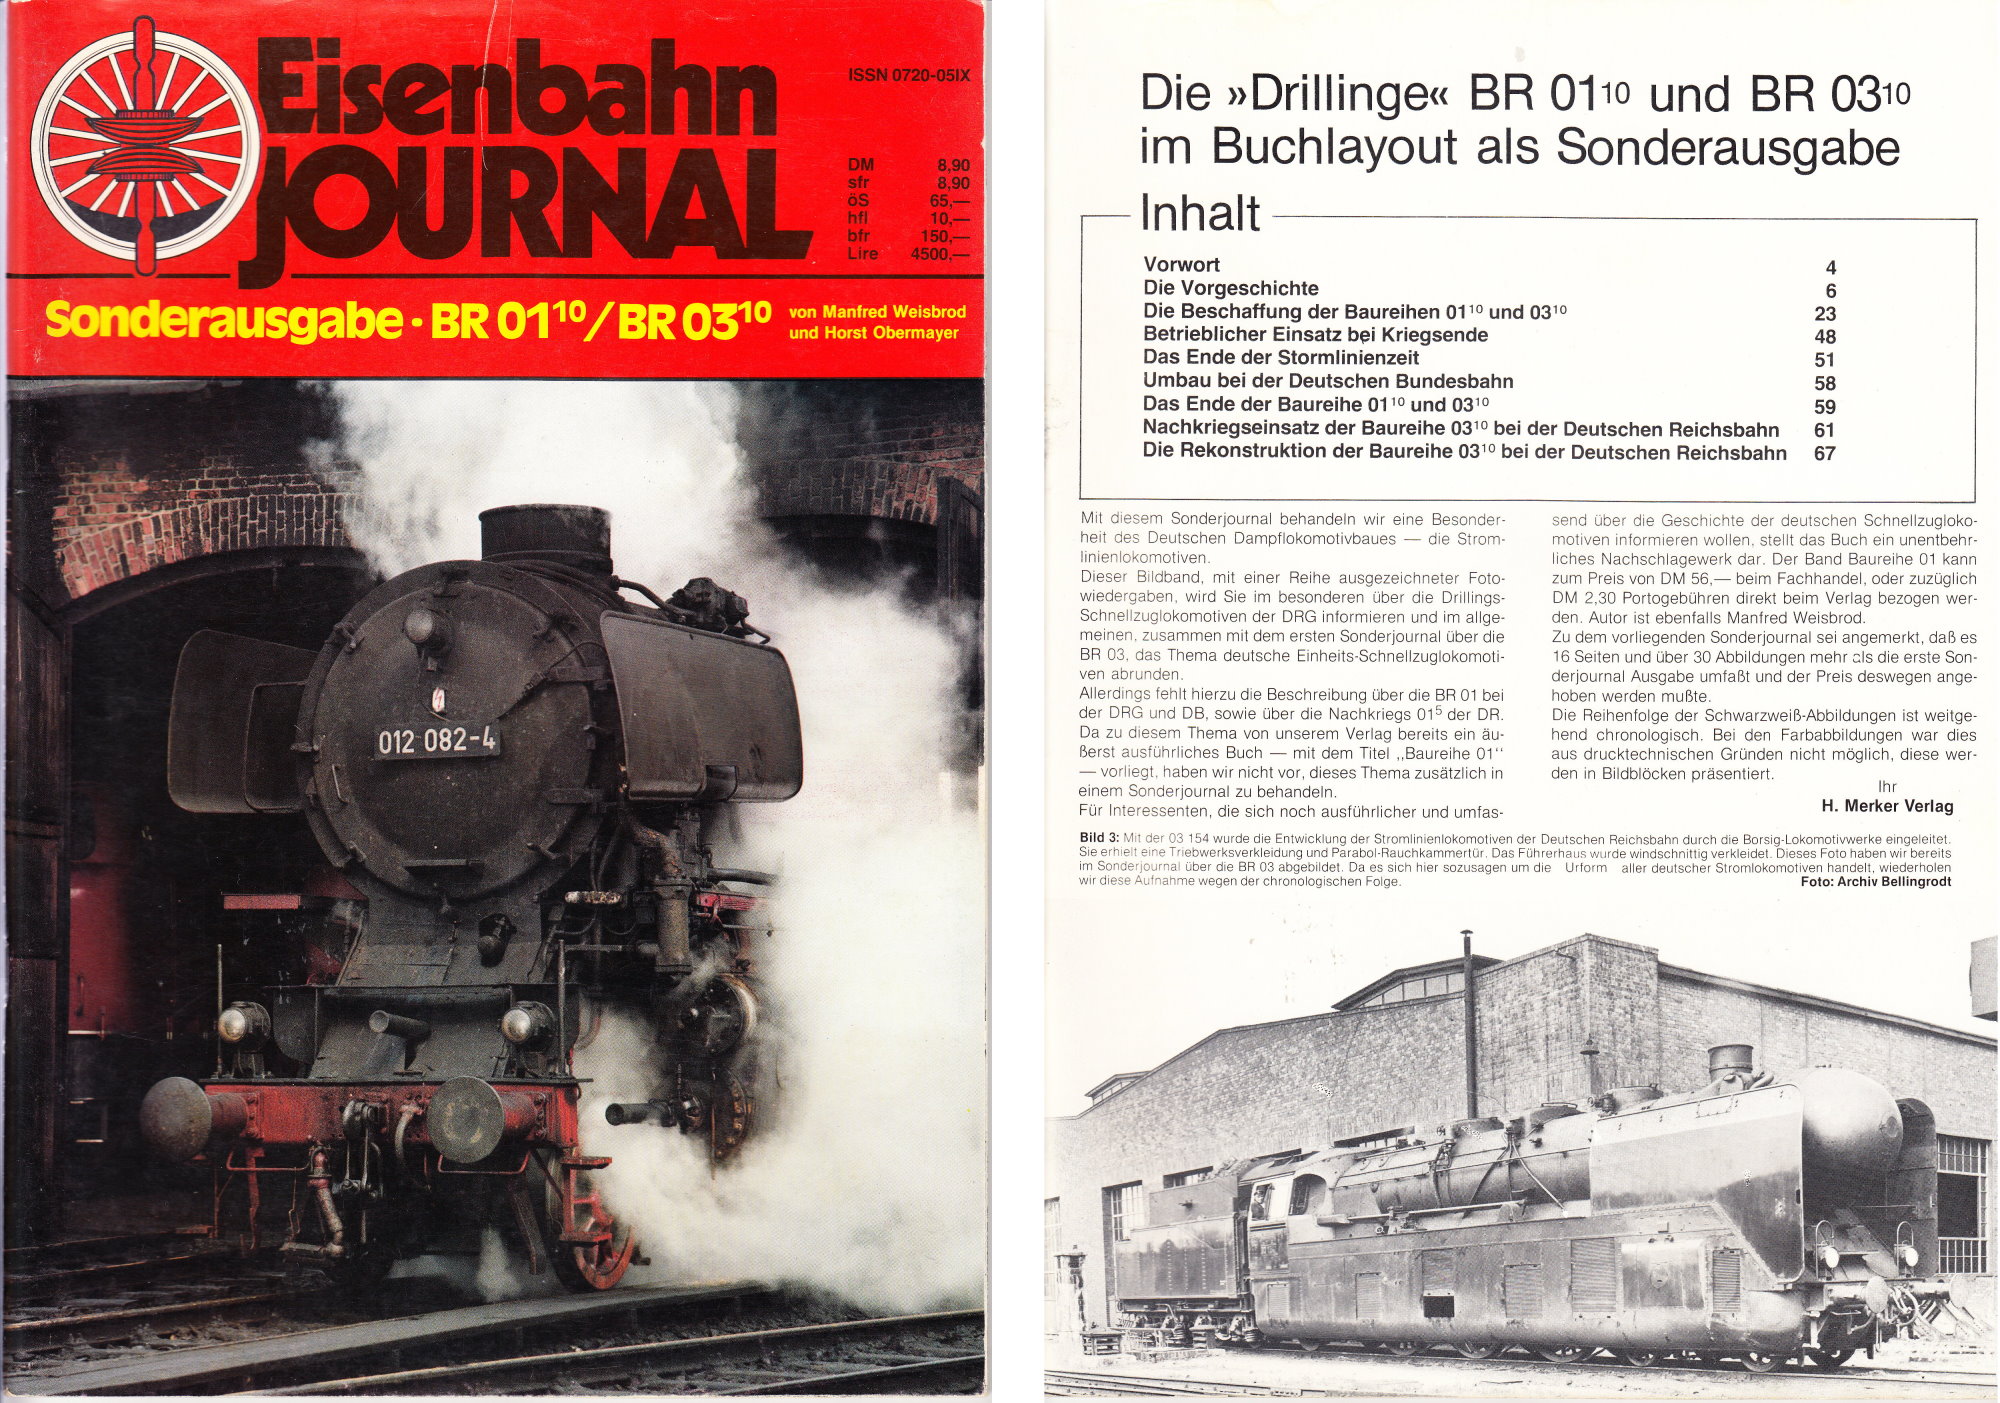 Eisenbahn
JOURNAL
ISSN 0720-051X
DM 8,90
sfr 8,90
öS 65,—
hfl 10,—
bfr 150,—
Lire 4500,—
Sonderausgabe · BR 01¹⁰/BR 03¹⁰
von Manfred Weisbrod
und Horst Obermayer
012 082-4
Die »Drillinge« BR 01¹⁰ und BR 03¹⁰
im Buchlayout als Sonderausgabe
Inhalt
Vorwort 4
Die Vorgeschichte 6
Die Beschaffung der Baureihen 01¹⁰ und 03¹⁰ 23
Betrieblicher Einsatz bei Kriegsende 48
Das Ende der Stormlinienzeit 51
Umbau bei der Deutschen Bundesbahn 58
Das Ende der Baureihe 01¹⁰ und 03¹⁰ 59
Nachkriegseinsatz der Baureihe 03¹⁰ bei der Deutschen Reichsbahn 61
Die Rekonstruktion der Baureihe 03¹⁰ bei der Deutschen Reichsbahn 67
Mit diesem Sonderjournal behandeln wir eine Besonder-
heit des Deutschen Dampflokomotivbaues — die Strom-
linienlokomotiven.
Dieser Bildband, mit einer Reihe ausgezeichneter Foto-
wiedergaben, wird Sie im besonderen über die Drillings-
Schnellzuglokomotiven der DRG informieren und im allge-
meinen, zusammen mit dem ersten Sonderjournal über die
BR 03, das Thema deutsche Einheits-Schnellzuglokomoti-
ven abrunden.
Allerdings fehlt hierzu die Beschreibung über die BR 01 bei
der DRG und DB, sowie über die Nachkriegs 01⁵ der DR.
Da zu diesem Thema von unserem Verlag bereits ein äu-
ßerst ausführliches Buch — mit dem Titel „Baureihe 01''
— vorliegt, haben wir nicht vor, dieses Thema zusätzlich in
einem Sonderjournal zu behandeln.
Für Interessenten, die sich noch ausführlicher und umfas-
send über die Geschichte der deutschen Schnellzugloko-
motiven informieren wollen, stellt das Buch ein unentbehr-
liches Nachschlagewerk dar. Der Band Baureihe 01 kann
zum Preis von DM 56,— beim Fachhandel, oder zuzüglich
DM 2,30 Portogebühren direkt beim Verlag bezogen wer-
den. Autor ist ebenfalls Manfred Weisbrod.
Zu dem vorliegenden Sonderjournal sei angemerkt, daß es
16 Seiten und über 30 Abbildungen mehr als die erste Son-
derjournal Ausgabe umfaßt und der Preis deswegen ange-
hoben werden mußte.
Die Reihenfolge der Schwarzweiß-Abbildungen ist weitge-
hend chronologisch. Bei den Farbabbildungen war dies
aus drucktechnischen Gründen nicht möglich, diese wer-
den in Bildblöcken präsentiert.
Ihr
H. Merker Verlag
Bild 3: Mit der 03 154 wurde die Entwicklung der Stromlinienlokomotiven der Deutschen Reichsbahn durch die Borsig-Lokomotivwerke eingeleitet.
Sie erhielt eine Triebwerksverkleidung und Parabol-Rauchkammertür. Das Führerhaus wurde windschnittig verkleidet. Dieses Foto haben wir bereits
im Sonderjournal über die BR 03 abgebildet. Da es sich hier sozusagen um die Urform aller deutscher Stromlokomotiven handelt, wiederholen
wir diese Aufnahme wegen der chronologischen Folge.
Foto: Archiv Bellingrodt